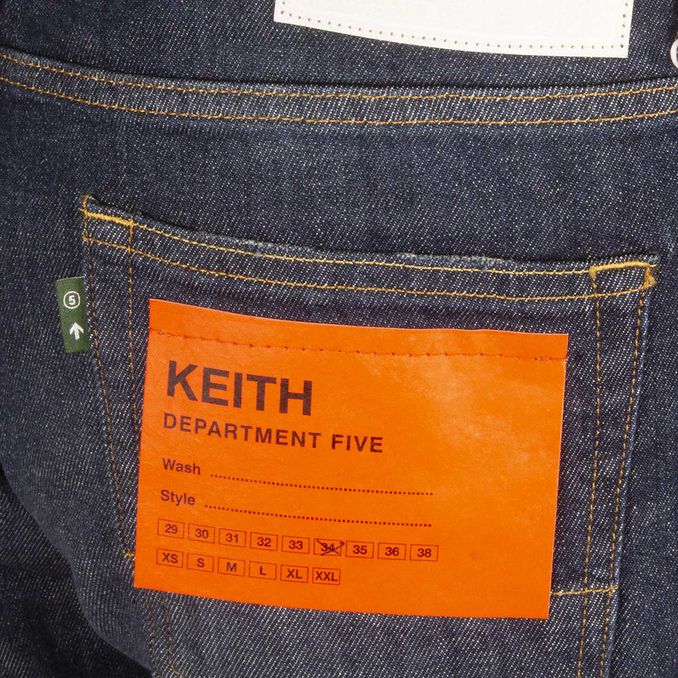 5
KEITH
DEPARTMENT FIVE
Wash
Style
29 30 31 32 33 34 35 36 38
XS S M L XL XXL